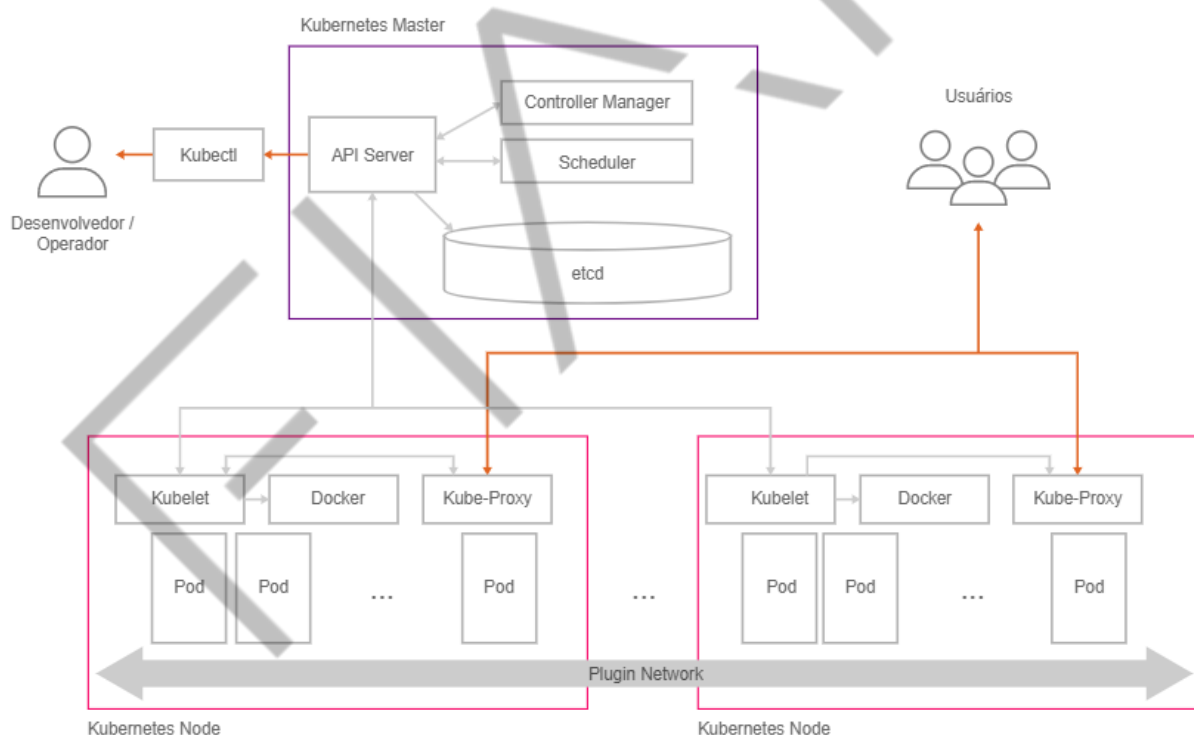 Kubernetes Master
Controller Manager
Usuários
Kubectl
API Server
Scheduler
Desenvolvedor /
Operador
etcd
Kubelet
Docker
Kube-Proxy
Kubelet
Docker
Kube-Proxy
Pod
Pod
...
Pod
...
Pod
Pod
...
Pod
Plugin Network
Kubernetes Node
Kubernetes Node